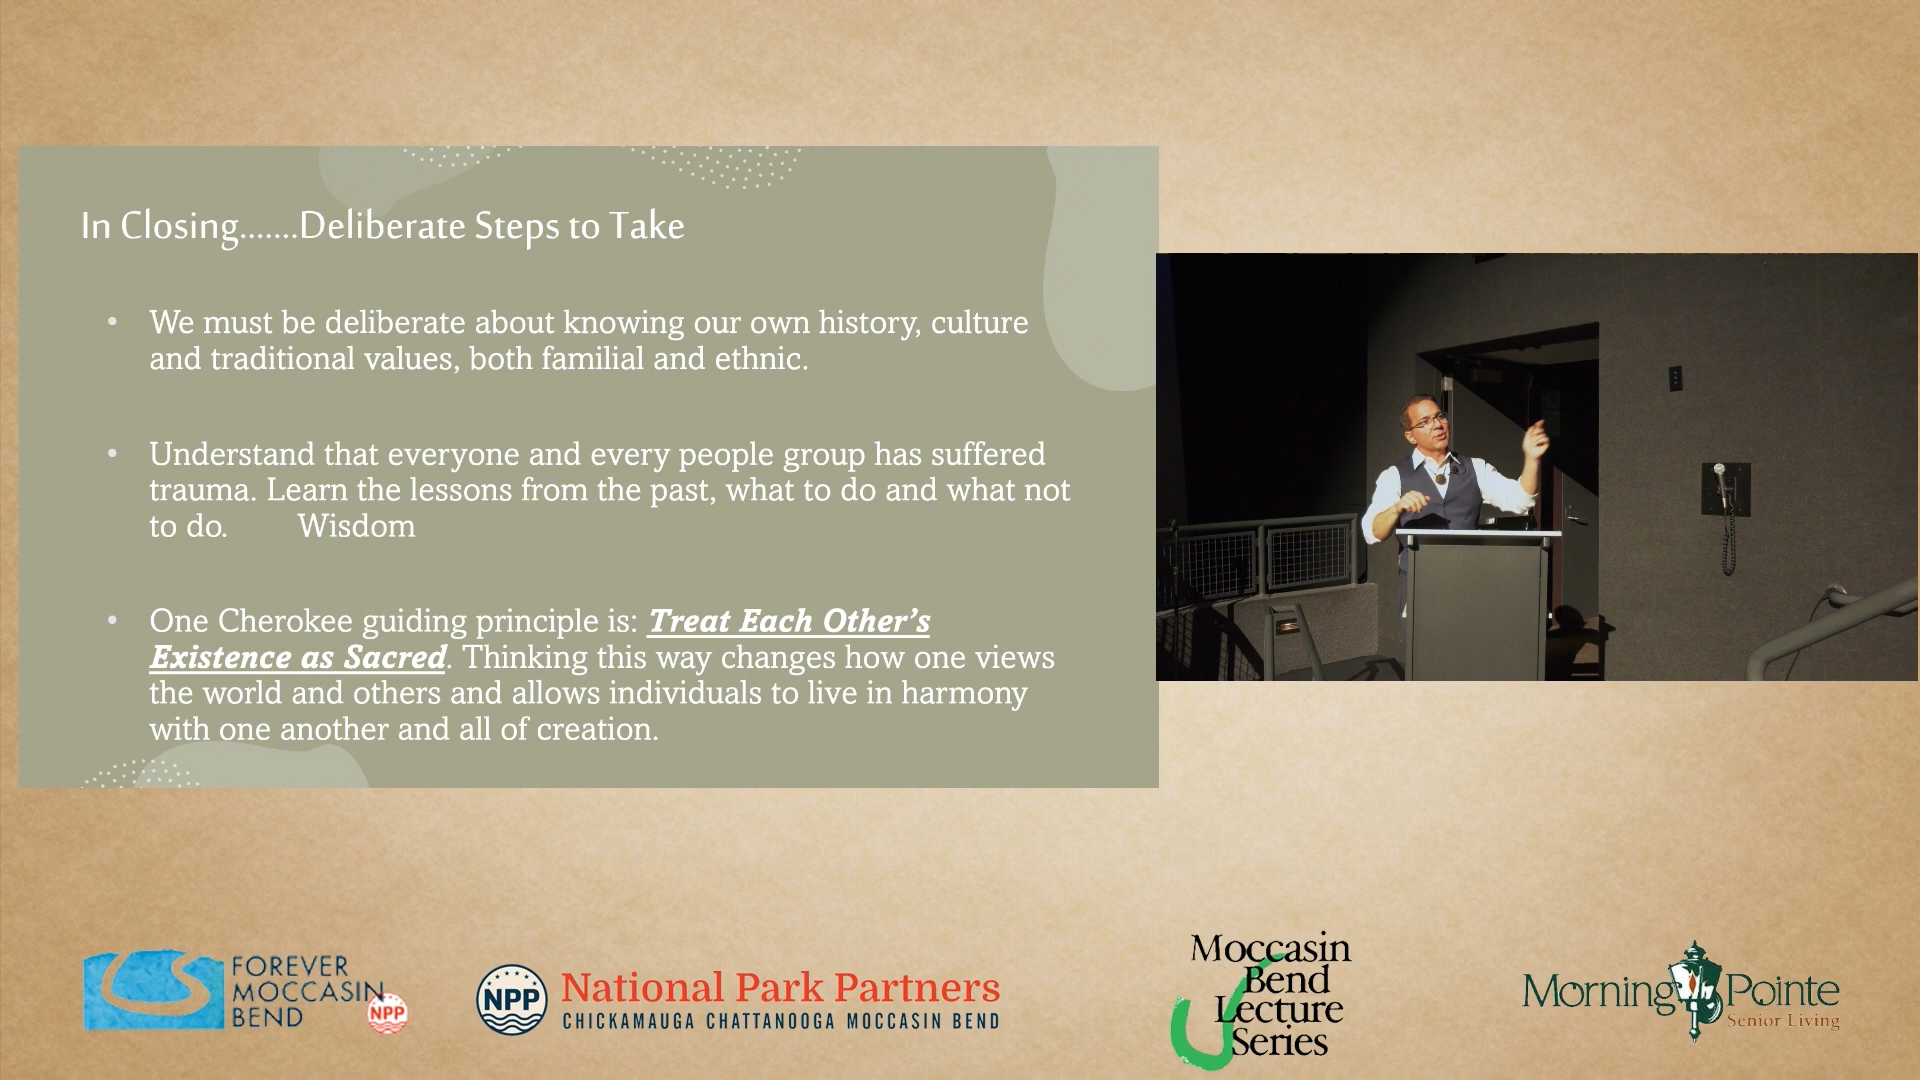 In Closing.......Deliberate Steps to Take
• We must be deliberate about knowing our own history, culture
and traditional values, both familial and ethnic.
• Understand that everyone and every people group has suffered
trauma. Learn the lessons from the past, what to do and what not
to do. Wisdom
• One Cherokee guiding principle is: Treat Each Other’s
Existence as Sacred. Thinking this way changes how one views
the world and others and allows individuals to live in harmony
with one another and all of creation.
FOREVER
MOCCASIN
BEND
NPP
NPP
National Park Partners
CHICKAMAUGA CHATTANOOGA MOCCASIN BEND
Moccasin
Bend
Lecture
Series
Morning Pointe
Senior Living